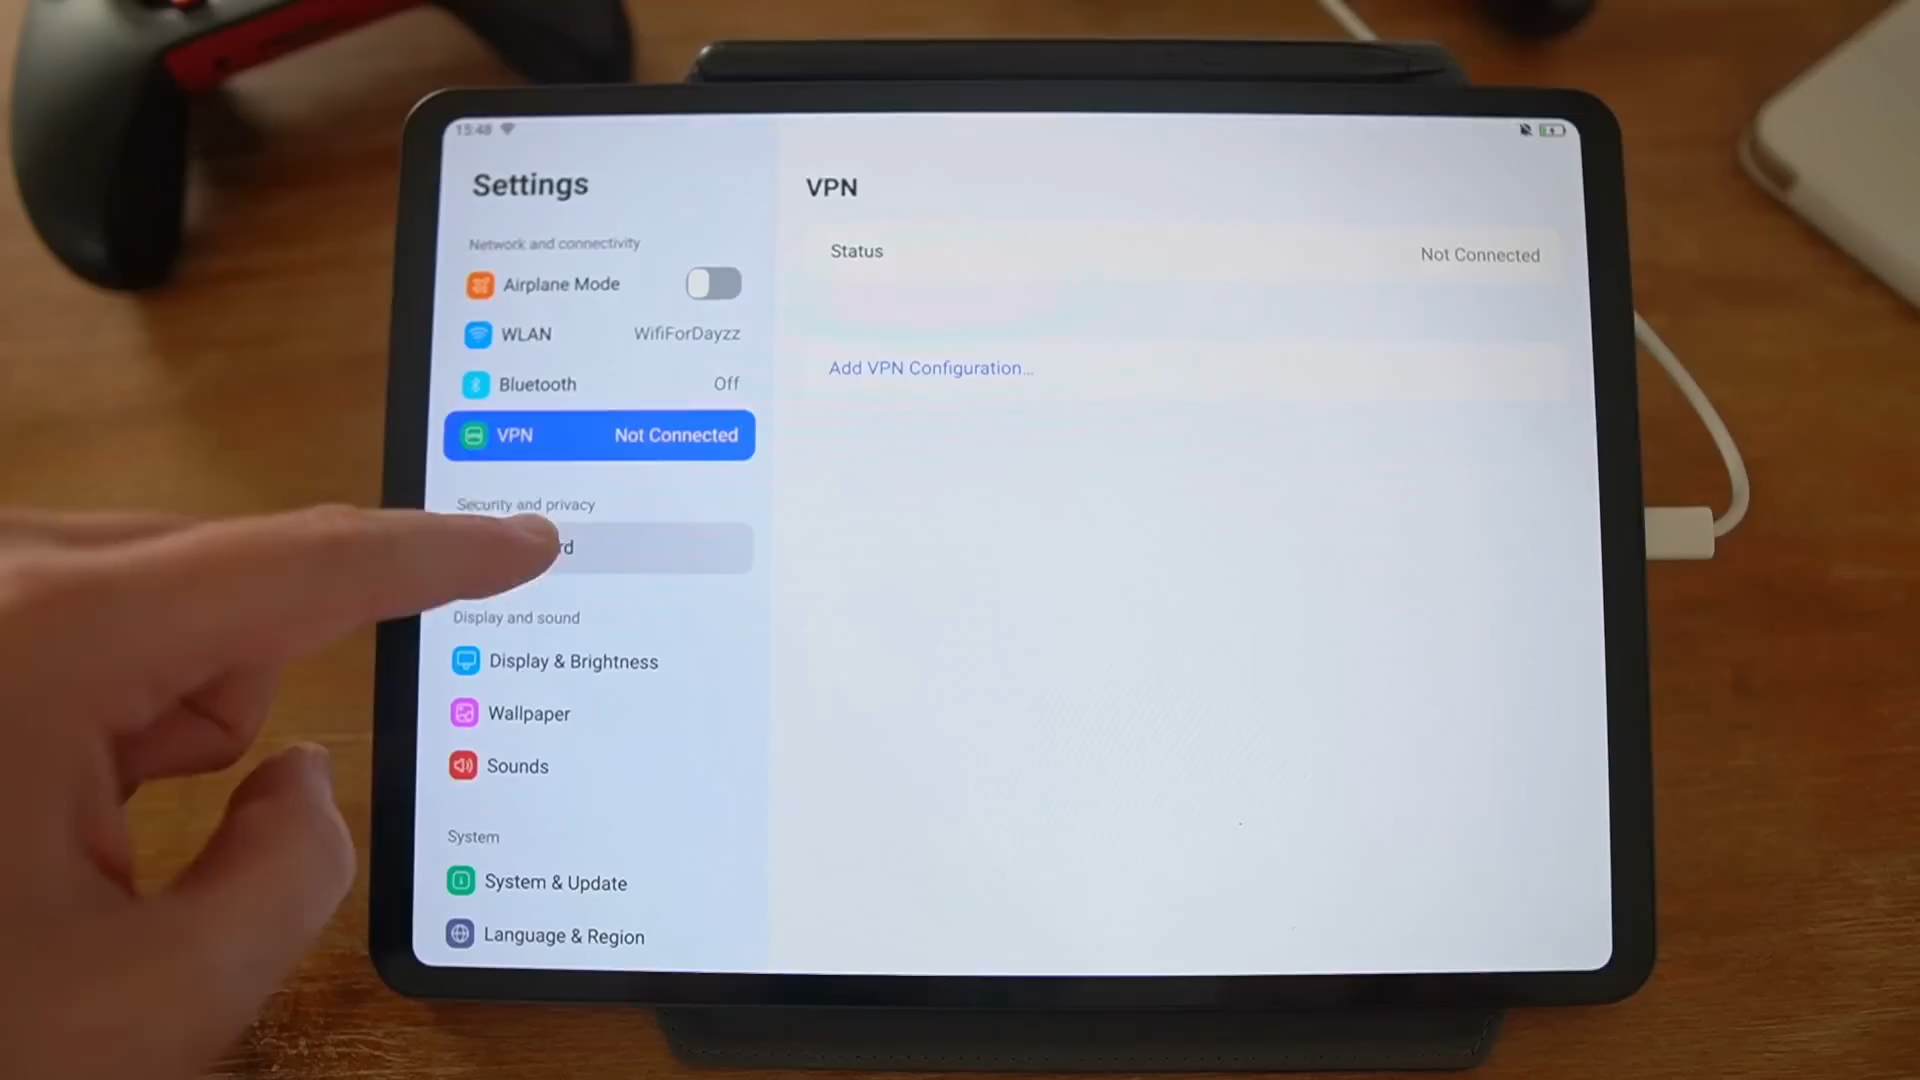 15:48
Settings
Network and connectivity
Airplane Mode
WLAN WifiForDayzz
Bluetooth Off
VPN Not Connected
Security and privacy
rd
Display and sound
Display & Brightness
Wallpaper
Sounds
System
System & Update
Language & Region
VPN
Status Not Connected
Add VPN Configuration...